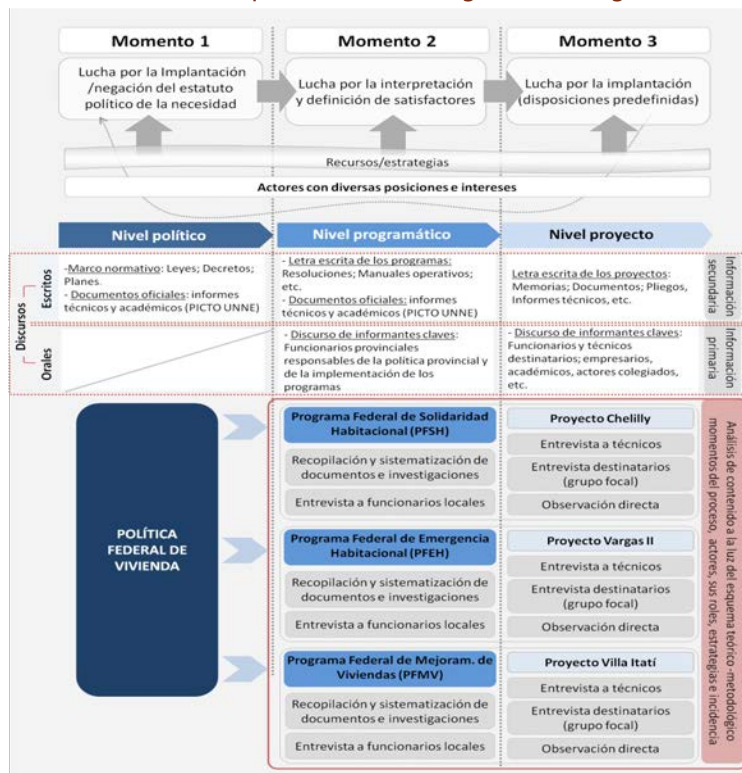 Momento 1
Momento 2
Momento 3
Lucha por la Implantación
/negación del estatuto
político de la necesidad
Lucha por la interpretación
y definición de satisfactores
Lucha por la implantación
(disposiciones predefinidas)
Recursos/estrategias
Actores con diversas posiciones e intereses
Nivel político
Nivel programático
Nivel proyecto
Discursos
Escritos
-Marco normativo: Leyes; Decretos;
Planes.
- Documentos oficiales: informes
técnicos y académicos (PICTO UNNE)
- Letra escrita de los programas:
Resoluciones; Manuales operativos;
etc.
- Documentos oficiales: informes
técnicos y académicos (PICTO UNNE)
Letra escrita de los proyectos:
Memorias; Documentos; Pliegos,
Informes técnicos, etc.
Información
secundaria
Orales
- Discurso de informantes claves:
Funcionarios provinciales
responsables de la política provincial y
de la implementación de los
programas
- Discurso de informantes claves:
Funcionarios y técnicos
destinatarios; empresarios,
académicos, actores colegiados,
etc.
Información
primaria
POLÍTICA
FEDERAL DE
VIVIENDA
Programa Federal de Solidaridad
Habitacional (PFSH)
Recopilación y sistematización de
documentos e investigaciones
Entrevista a funcionarios locales
Proyecto Chelilly
Entrevista a técnicos
Entrevista destinatarios
(grupo focal)
Observación directa
Programa Federal de Emergencia
Habitacional (PFEH)
Recopilación y sistematización de
documentos e investigaciones
Entrevista a funcionarios locales
Proyecto Vargas II
Entrevista a técnicos
Entrevista destinatarios
(grupo focal)
Observación directa
Programa Federal de Mejoram. de
Viviendas (PFMV)
Recopilación y sistematización de
documentos e investigaciones
Entrevista a funcionarios locales
Proyecto Villa Itatí
Entrevista a técnicos
Entrevista destinatarios
(grupo focal)
Observación directa
Análisis de contenido a la luz del esquema teórico -metodológico
momentos del proceso, actores, sus roles, estrategias e incidencia